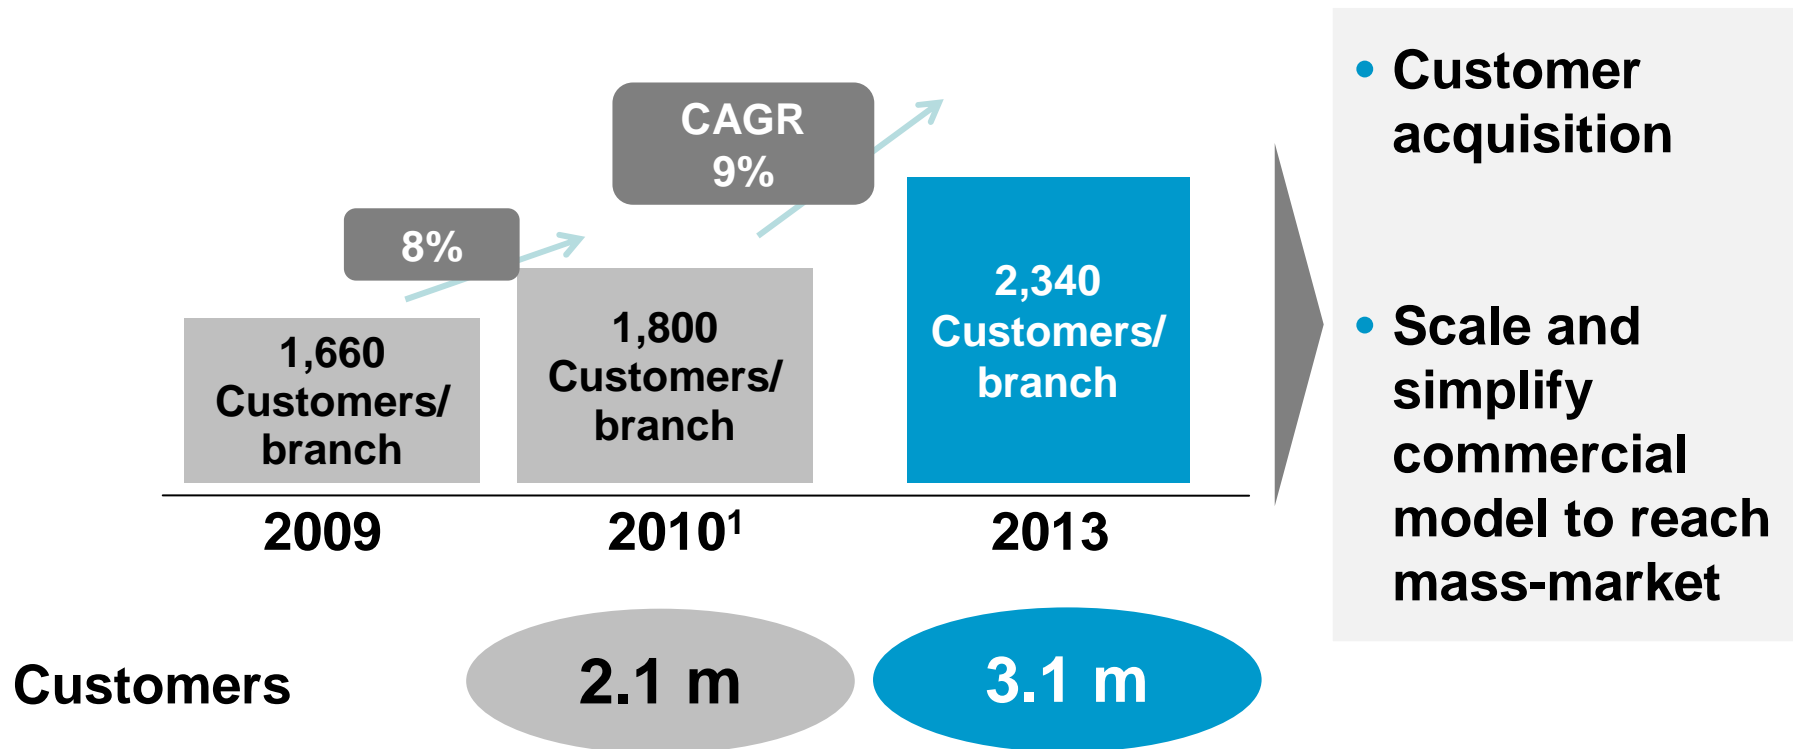 CAGR
9%
8%
1,660
Customers/
branch
1,800
Customers/
branch
2,340
Customers/
branch
2009
2010¹
2013
Customers
2.1 m
3.1 m
• Customer
acquisition
• Scale and
simplify
commercial
model to reach
mass-market